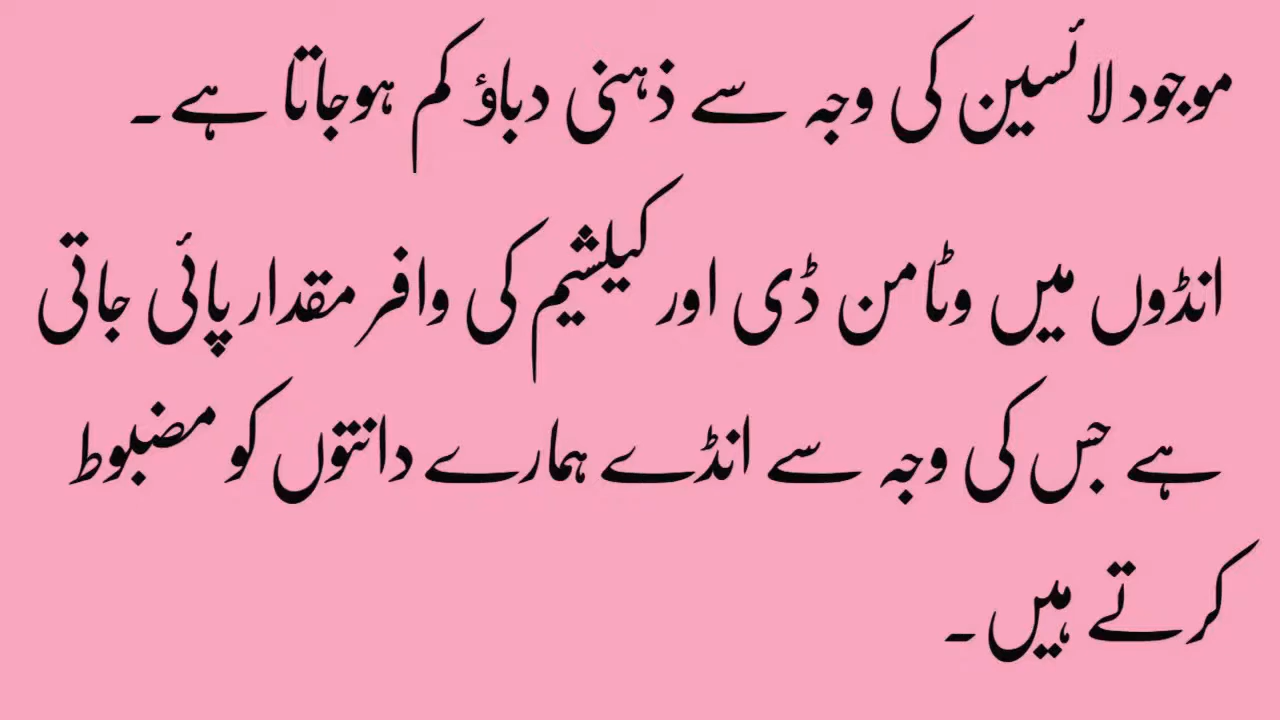 موجود لائسین کی وجہ سے ذہنی دباؤ کم ہوجاتا ہے۔
انڈوں میں وٹامن ڈی اور کیلشیم کی وافر مقدار پائی جاتی
ہے جس کی وجہ سے انڈے ہمارے دانتوں کو مضبوط
کرتے ہیں۔